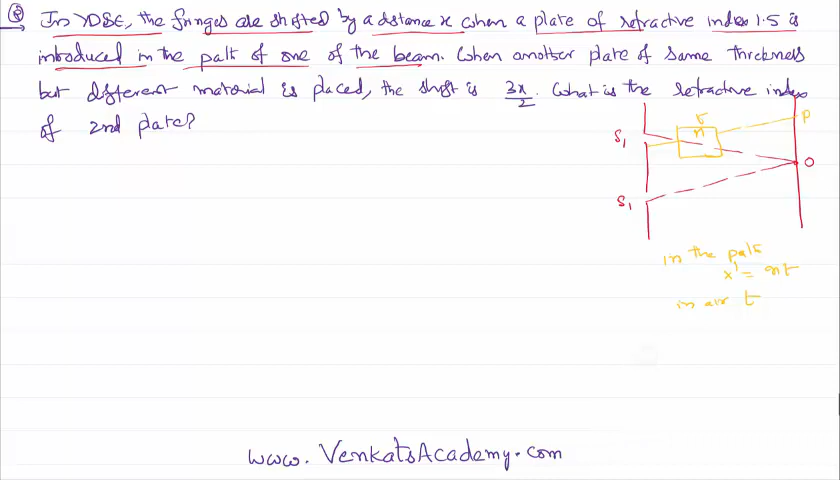 Q In YDSE, the fringes are shifted by a distance x when a plate of refractive index 1.5 is
introduced in the path of one of the beam. When another plate of same thickness
but different material is placed, the shift is 3x/2. What is the refractive index
of 2nd plate?
t
n
P
S1
O
S1
in the path
x' = nt
in air t
www.VenkatsAcademy.com